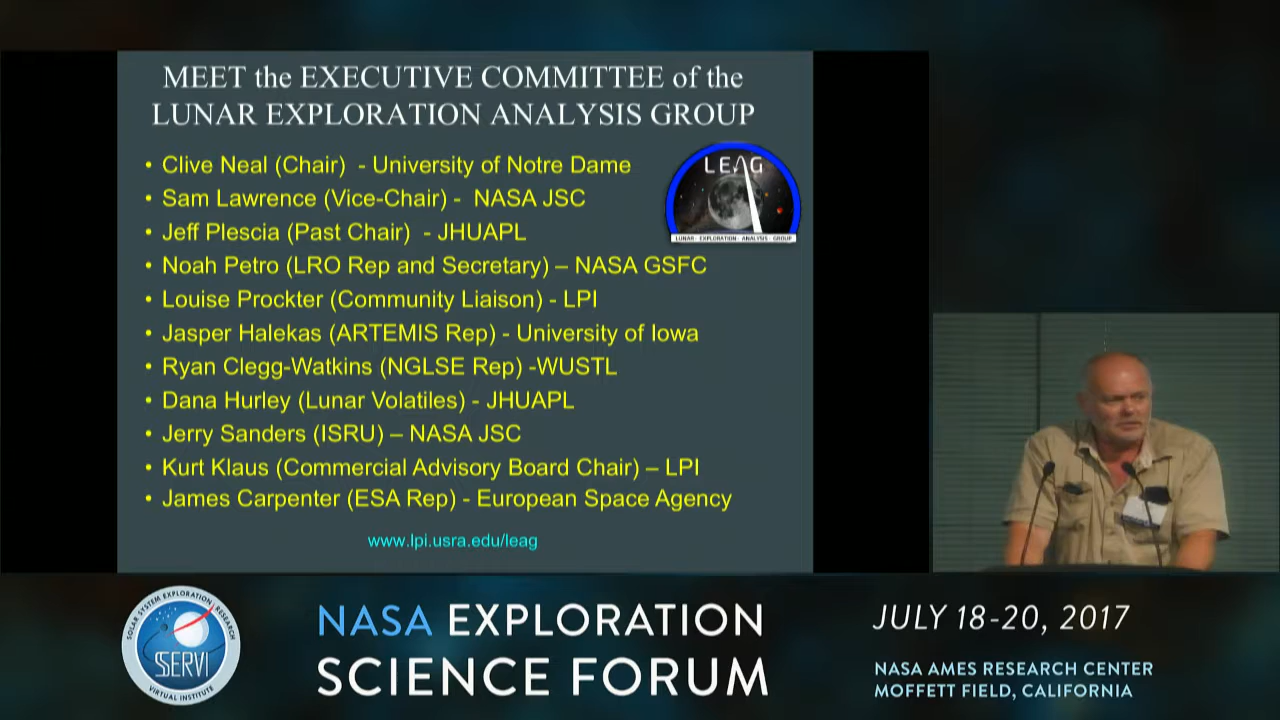 MEET the EXECUTIVE COMMITTEE of the
LUNAR EXPLORATION ANALYSIS GROUP
• Clive Neal (Chair) - University of Notre Dame
• Sam Lawrence (Vice-Chair) - NASA JSC
• Jeff Plescia (Past Chair) - JHUAPL
• Noah Petro (LRO Rep and Secretary) – NASA GSFC
• Louise Prockter (Community Liaison) - LPI
• Jasper Halekas (ARTEMIS Rep) - University of Iowa
• Ryan Clegg-Watkins (NGLSE Rep) -WUSTL
• Dana Hurley (Lunar Volatiles) - JHUAPL
• Jerry Sanders (ISRU) – NASA JSC
• Kurt Klaus (Commercial Advisory Board Chair) – LPI
• James Carpenter (ESA Rep) - European Space Agency
www.lpi.usra.edu/leag
LEAG
LUNAR · EXPLORATION · ANALYSIS · GROUP
SOLAR SYSTEM EXPLORATION RESEARCH
SSERVI
VIRTUAL INSTITUTE
NASA EXPLORATION
SCIENCE FORUM
JULY 18-20, 2017
NASA AMES RESEARCH CENTER
MOFFETT FIELD, CALIFORNIA